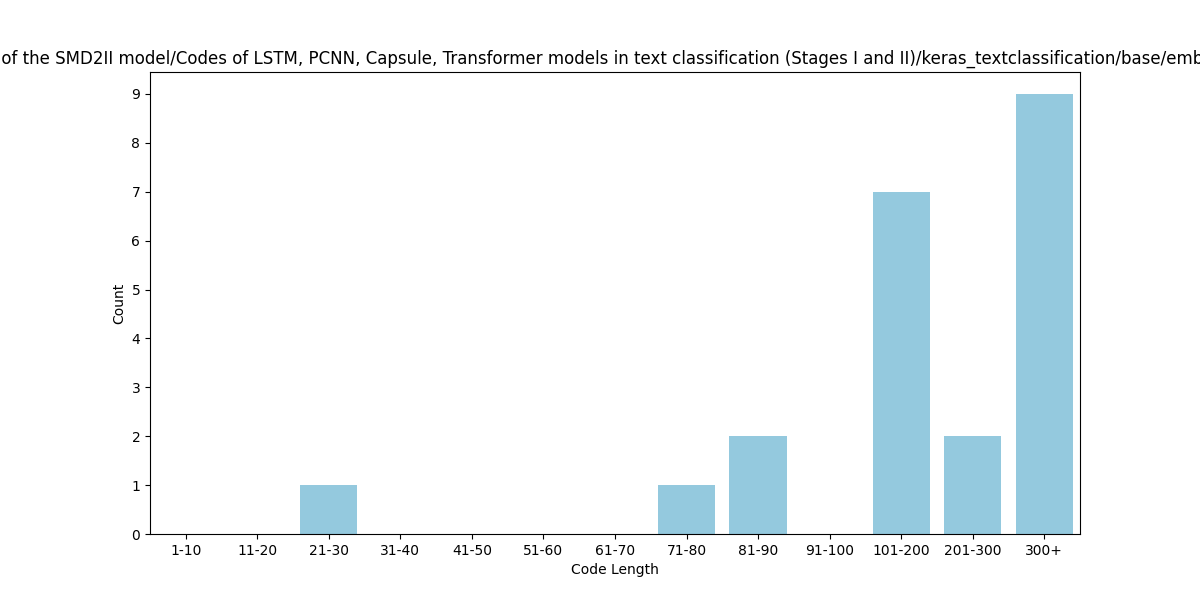 of the SMD2II model/Codes of LSTM, PCNN, Capsule, Transformer models in text classification (Stages I and II)/keras_textclassification/base/emb
9
8
7
6
5
4
3
2
1
0
Count
1-10 11-20 21-30 31-40 41-50 51-60 61-70 71-80 81-90 91-100 101-200 201-300 300+
Code Length